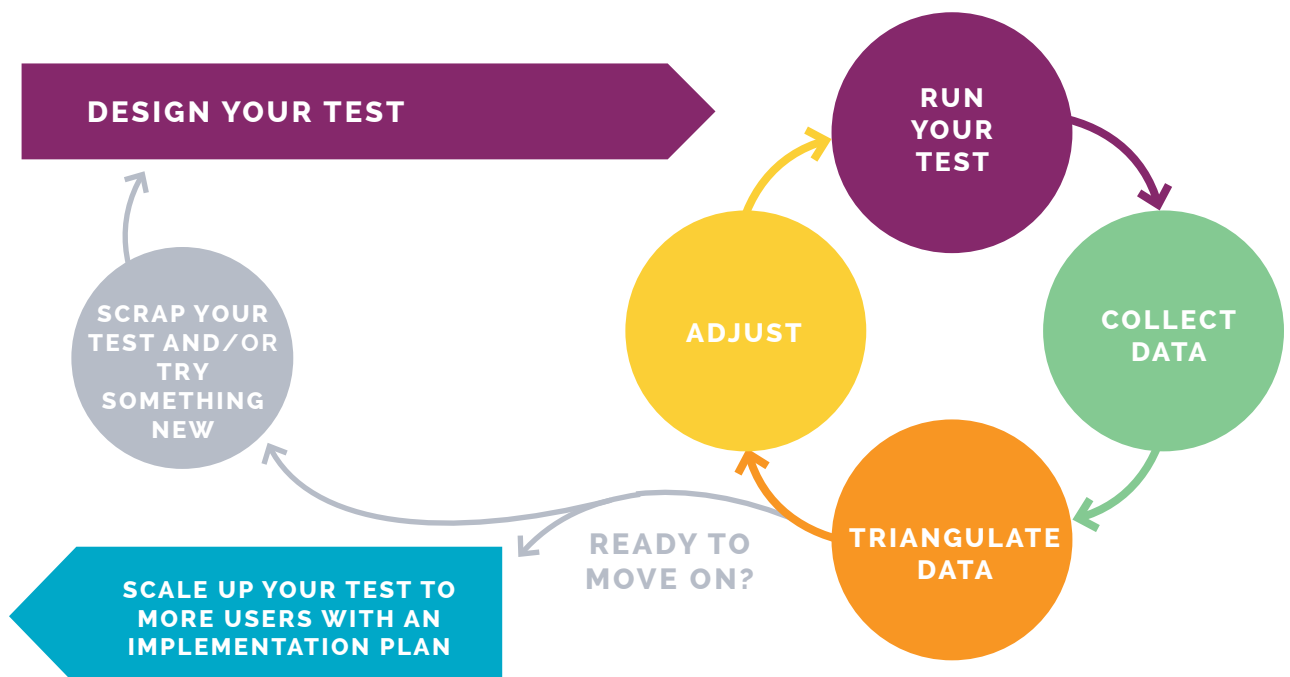 DESIGN YOUR TEST
RUN
YOUR
TEST
SCRAP YOUR
TEST AND/OR
TRY
SOMETHING
NEW
ADJUST
COLLECT
DATA
TRIANGULATE
DATA
READY TO
MOVE ON?
SCALE UP YOUR TEST TO
MORE USERS WITH AN
IMPLEMENTATION PLAN